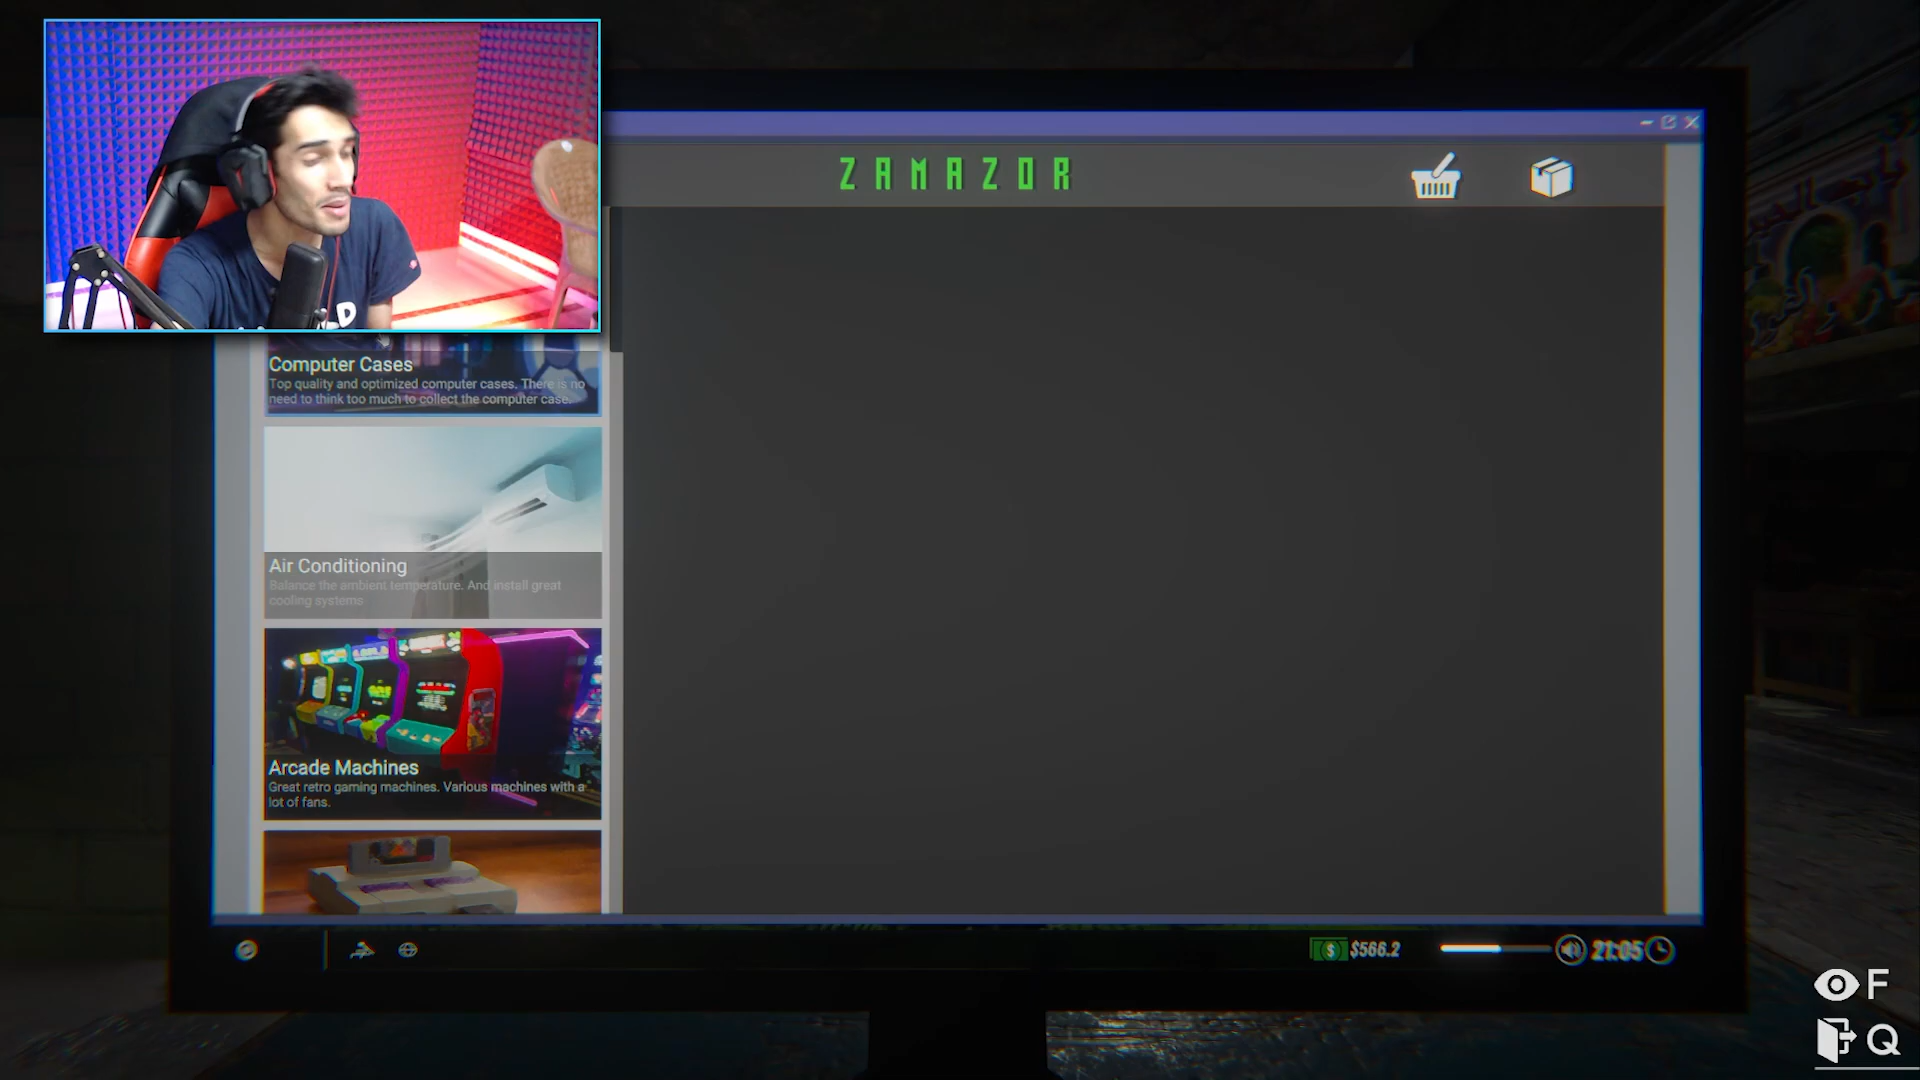 ZAMAZOR
Computer Cases
Top quality and optimized computer cases. There is no
need to think too much to collect the computer case.
Air Conditioning
Balance the ambient temperature. And install great
cooling systems
Arcade Machines
Great retro gaming machines. Various machines with a
lot of fans.
$566.2
21:05
F
Q